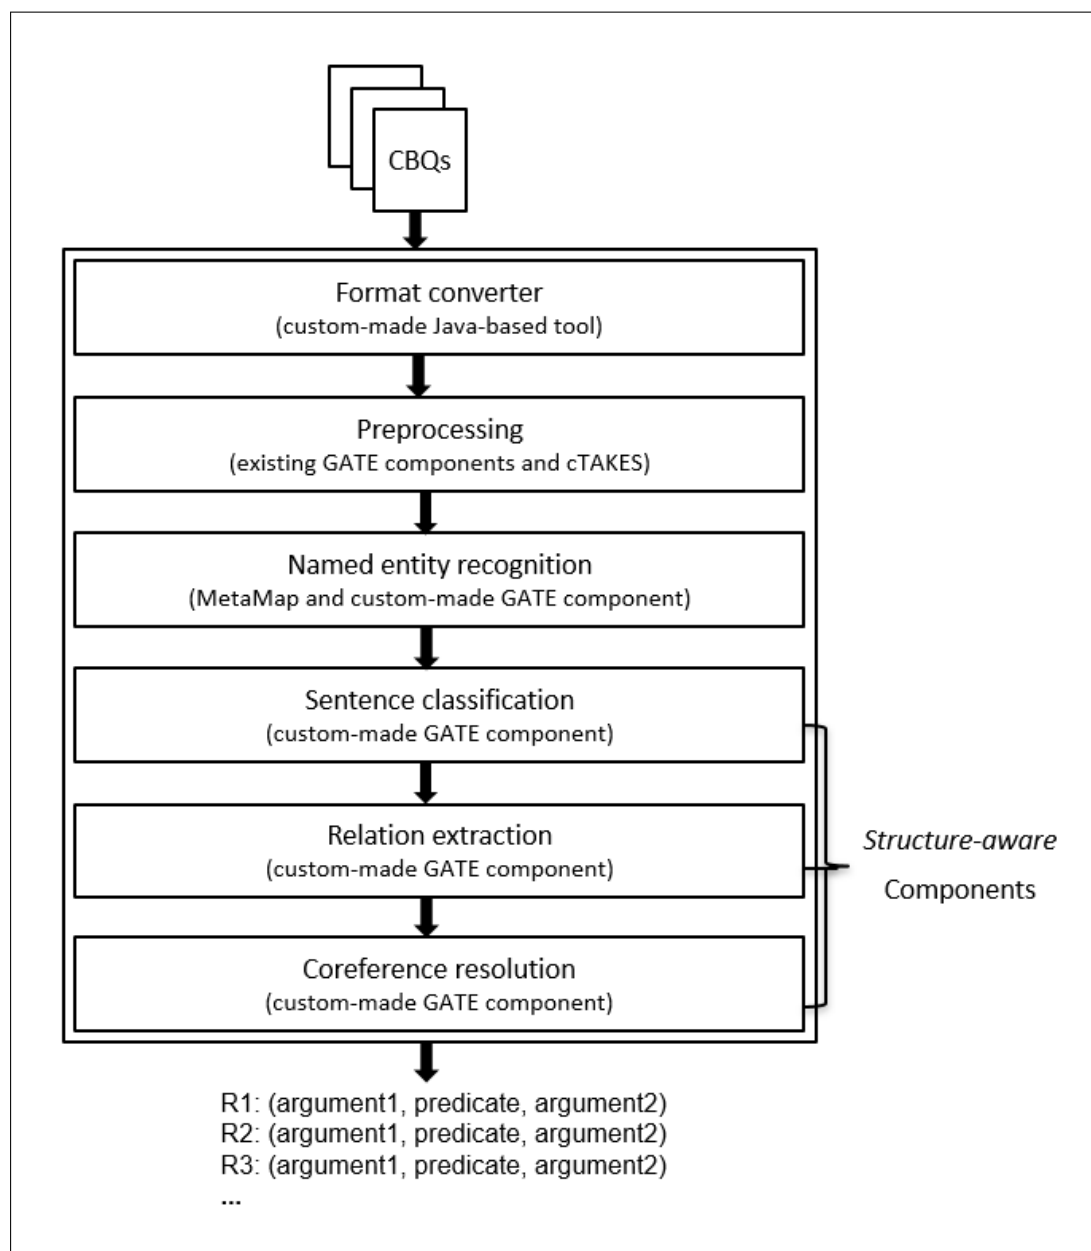 CBQs
Format converter
(custom-made Java-based tool)
Preprocessing
(existing GATE components and cTAKES)
Named entity recognition
(MetaMap and custom-made GATE component)
Sentence classification
(custom-made GATE component)
Relation extraction
(custom-made GATE component)
Structure-aware
Components
Coreference resolution
(custom-made GATE component)
R1: (argument1, predicate, argument2)
R2: (argument1, predicate, argument2)
R3: (argument1, predicate, argument2)
...